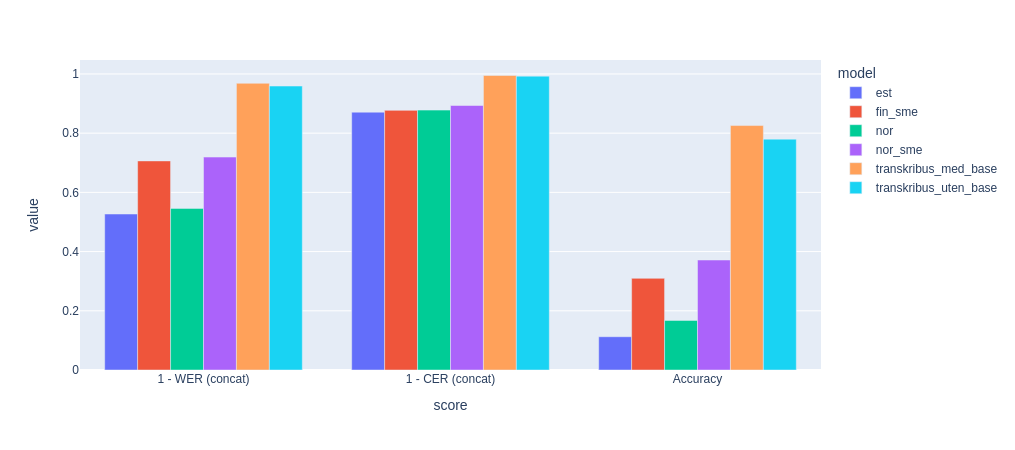 value
1
0.8
0.6
0.4
0.2
0
1 - WER (concat)
1 - CER (concat)
Accuracy
score
model
est
fin_sme
nor
nor_sme
transkribus_med_base
transkribus_uten_base